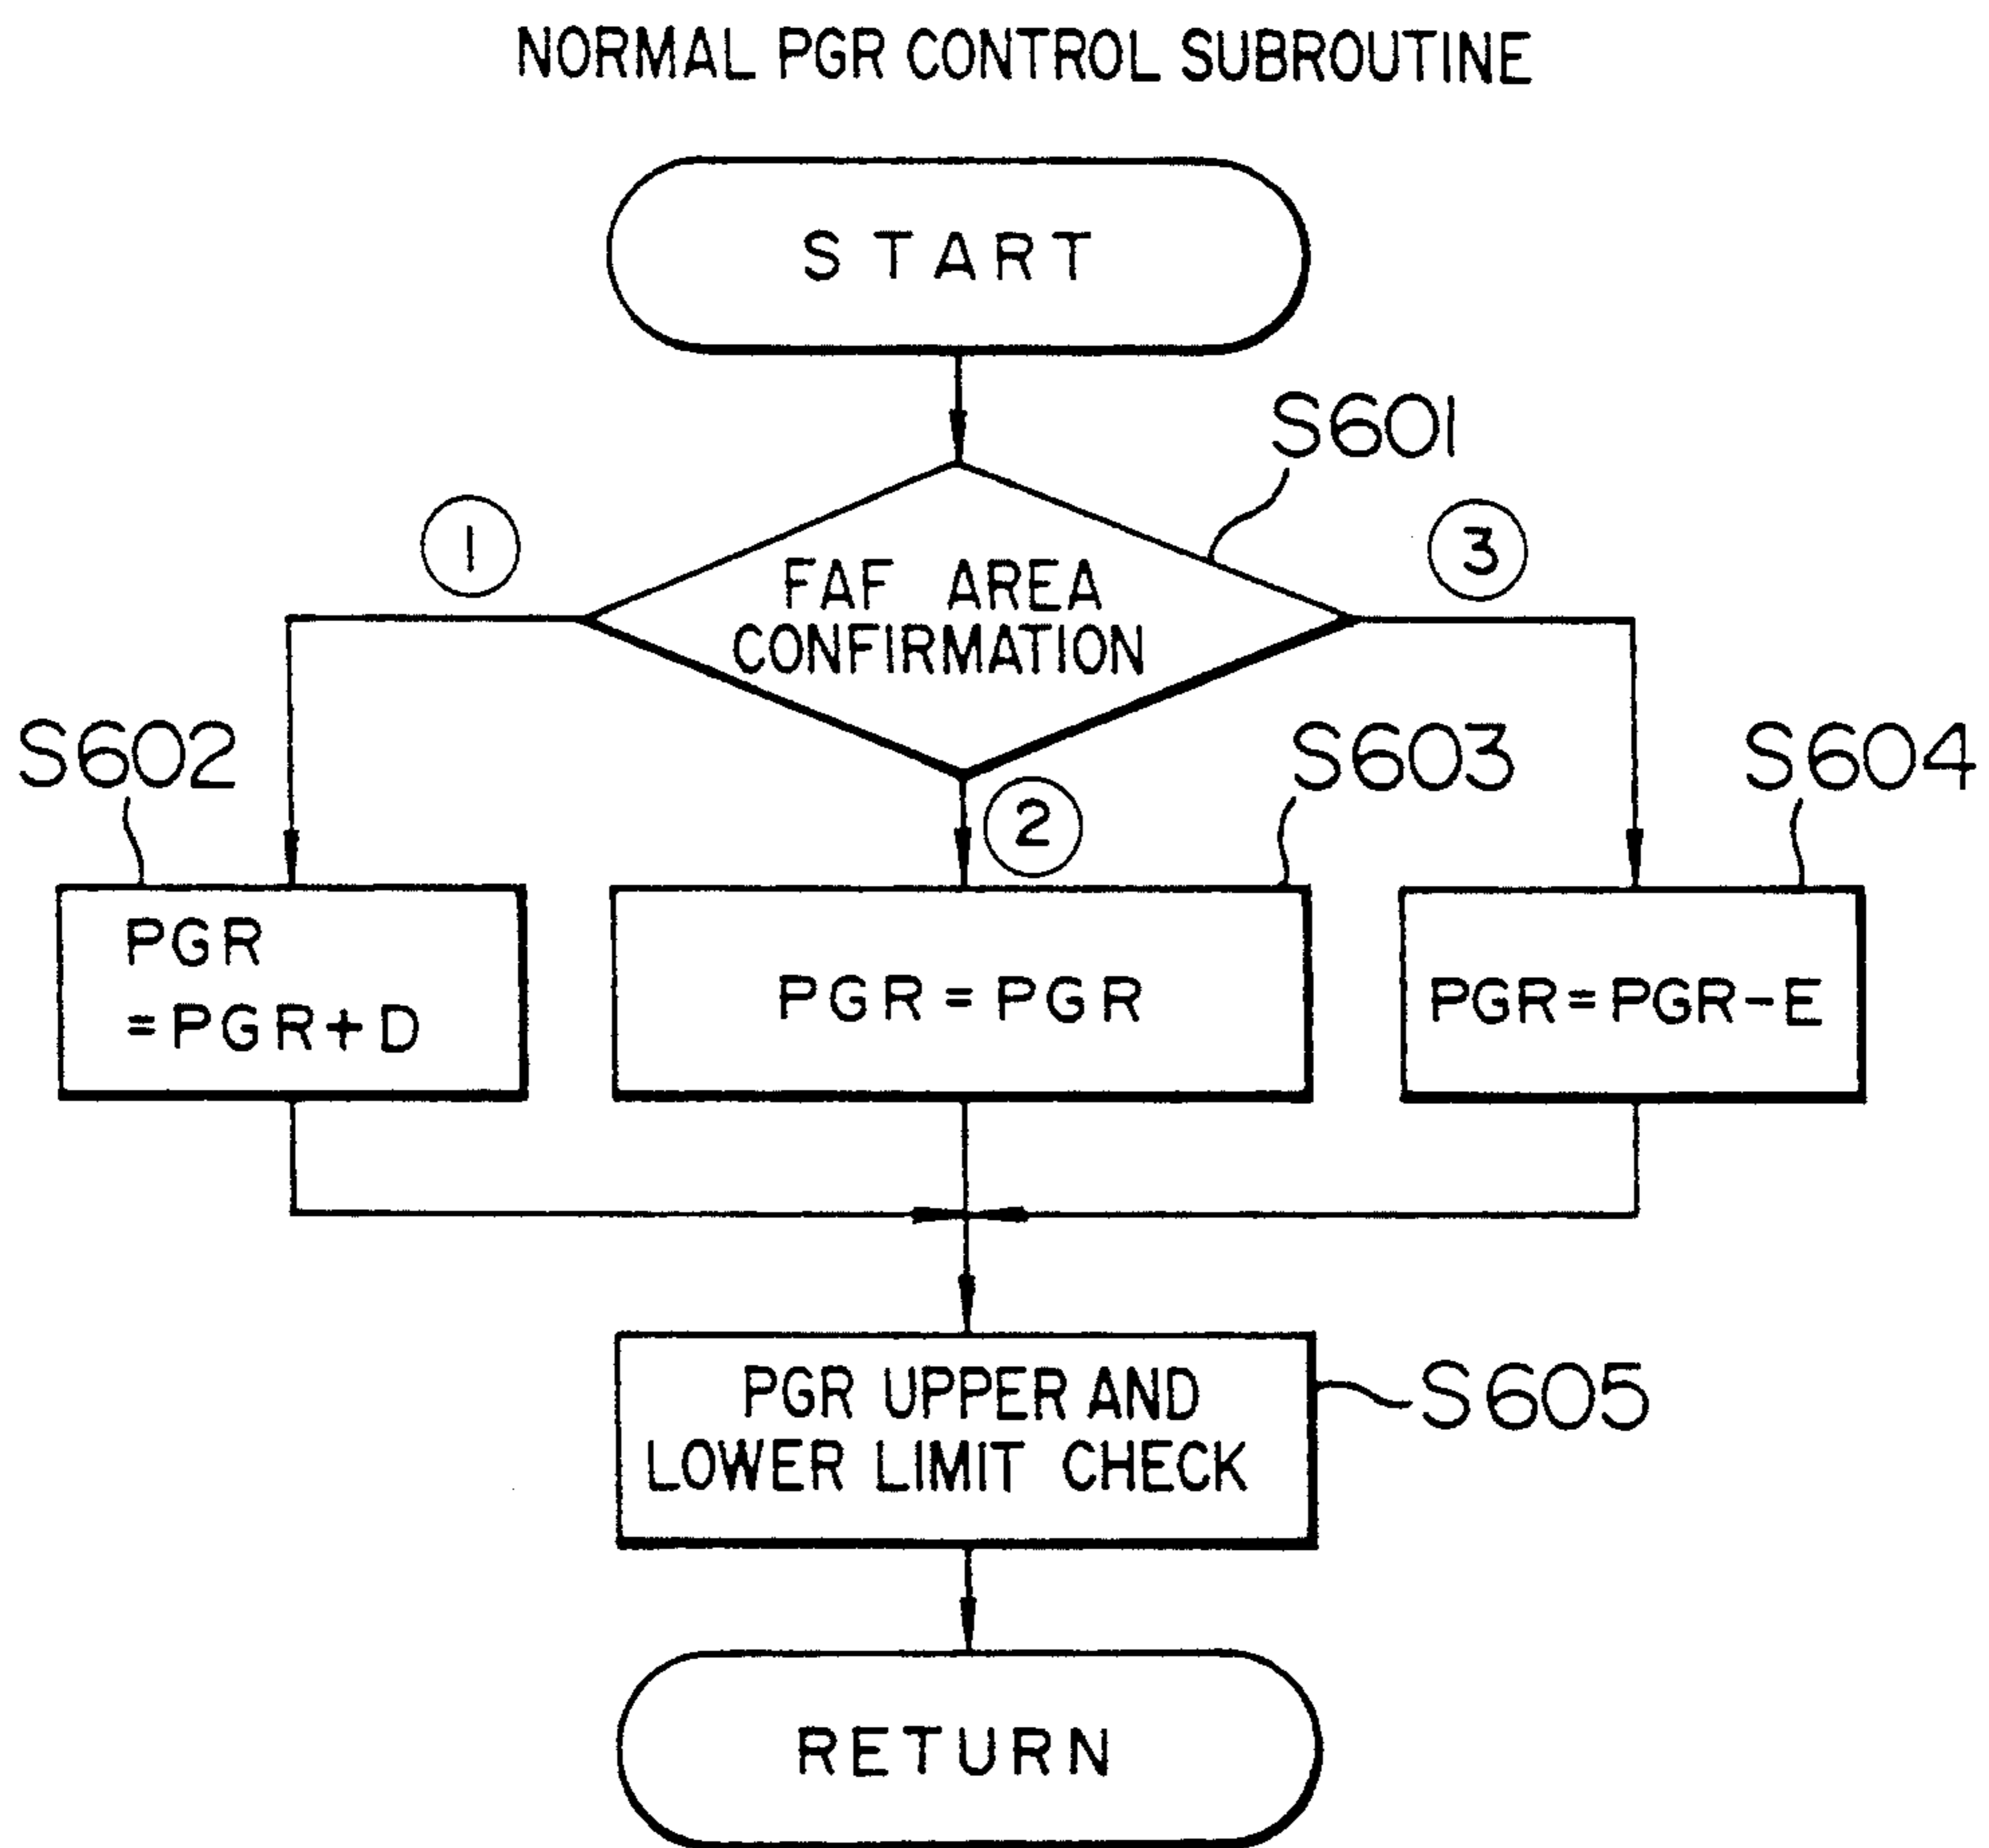 NORMAL PGR CONTROL SUBROUTINE
START
S601
1
3
FAF AREA
CONFIRMATION
S602
2
S603
S604
PGR
=PGR+D
PGR=PGR
PGR=PGR-E
PGR UPPER AND
LOWER LIMIT CHECK
S605
RETURN